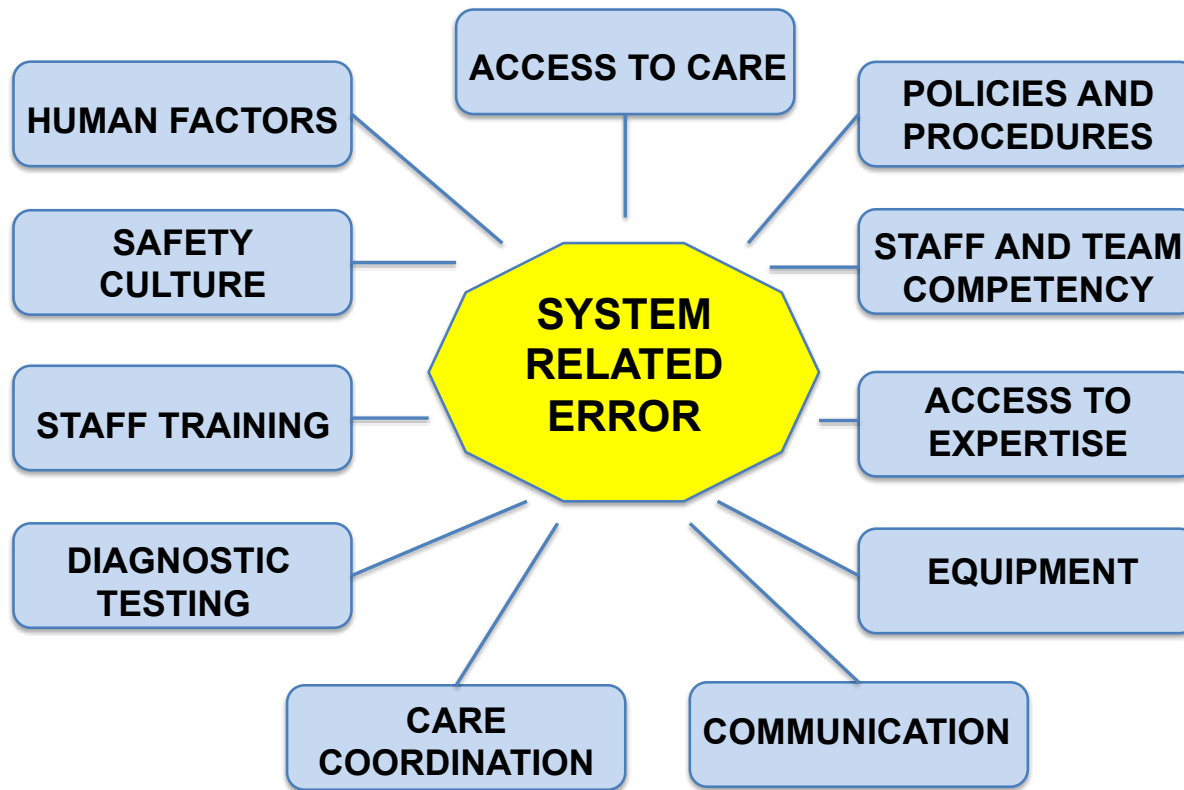 ACCESS TO CARE
HUMAN FACTORS
POLICIES AND
PROCEDURES
SAFETY
CULTURE
STAFF AND TEAM
COMPETENCY
SYSTEM
RELATED
ERROR
STAFF TRAINING
ACCESS TO
EXPERTISE
DIAGNOSTIC
TESTING
EQUIPMENT
CARE
COORDINATION
COMMUNICATION